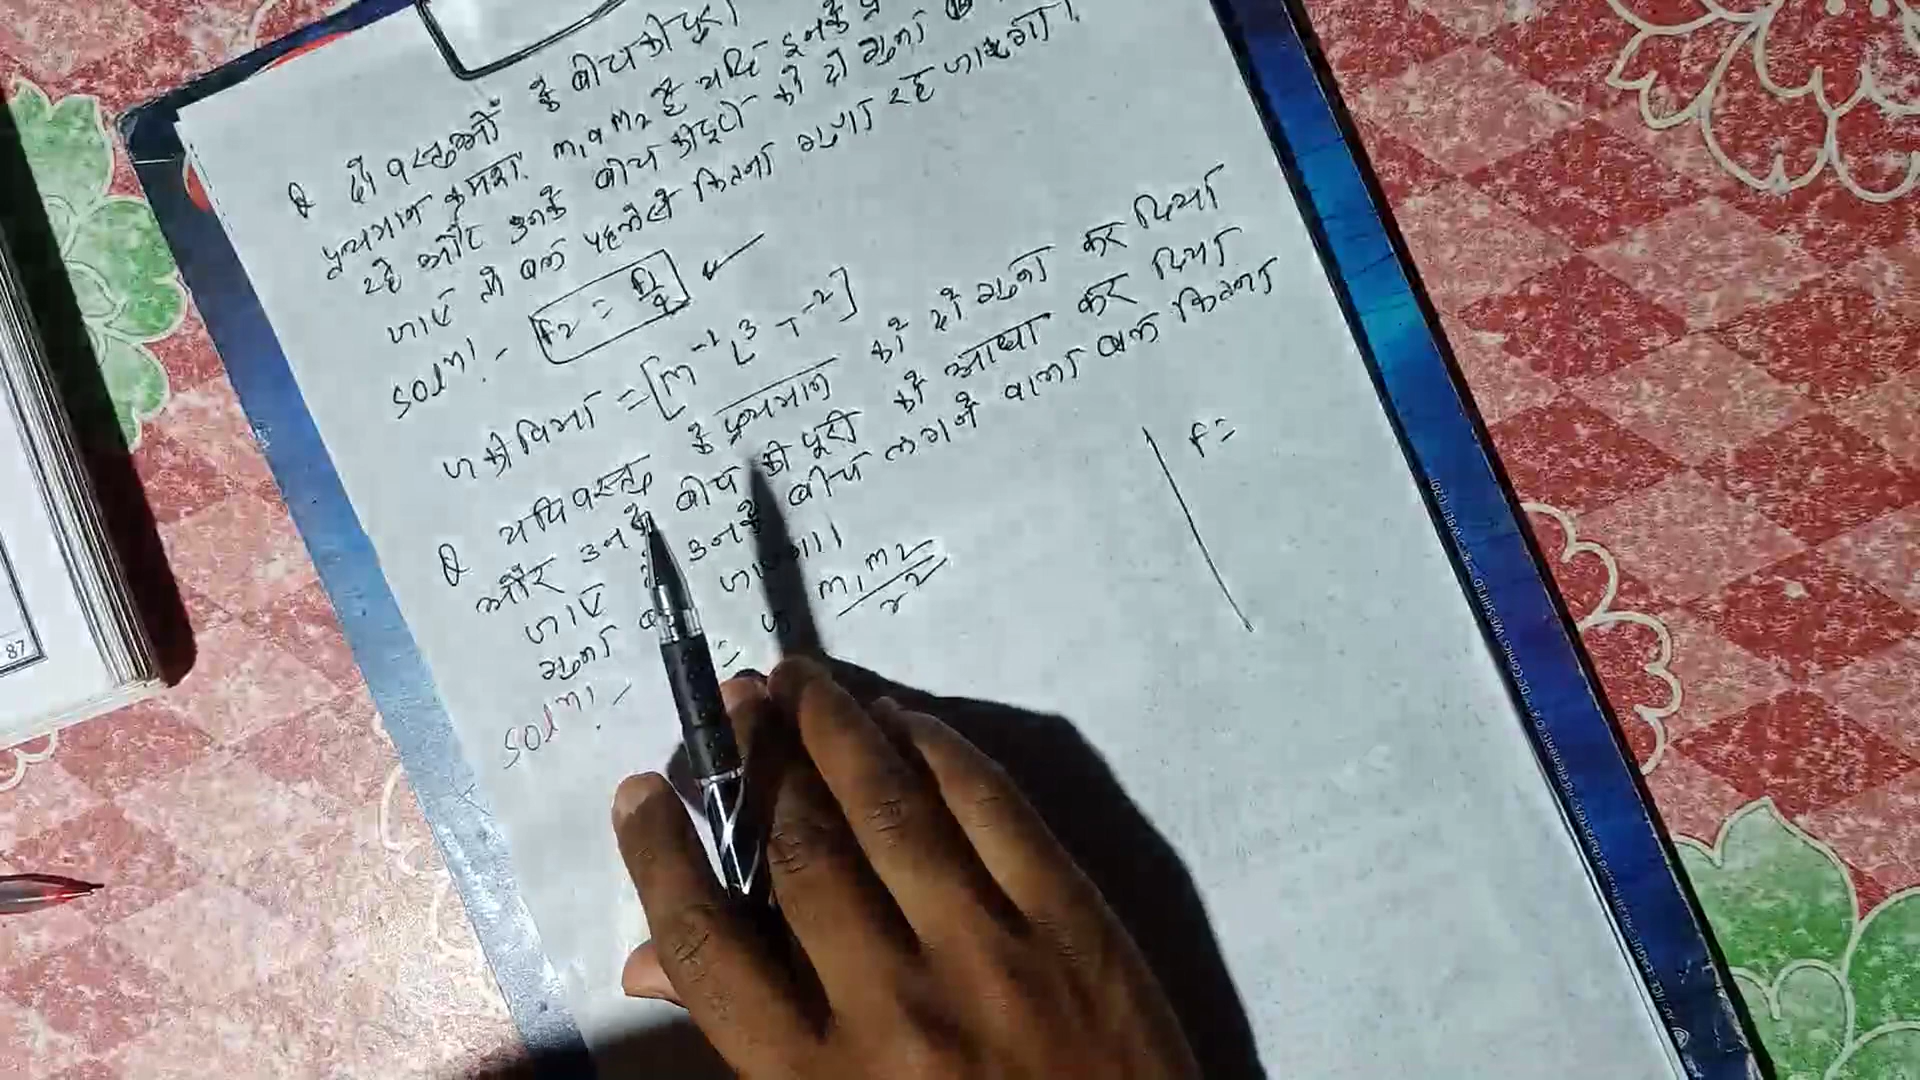 Q दो वस्तुओं के बीच की दूरी
द्रव्यमान क्रमशः m₁ व m₂ है यदि इनके
रहे और उनके बीच की दूरी को दो गुना
जाए तो बल पहले से कितना गुना रह जाएगा।
Solⁿ! - F₂ = F₁/4 ✓
G की विमा = [M⁻¹ L³ T⁻²]
Q यदि वस्तु के द्रव्यमान को दो गुना कर दिया
और उनके बीच की दूरी को आधा कर दिया
जाए तो उनके बीच लगने वाला बल कितना
गुना जाएगा।
Solⁿ! - = G m₁m₂/r²
F=
87